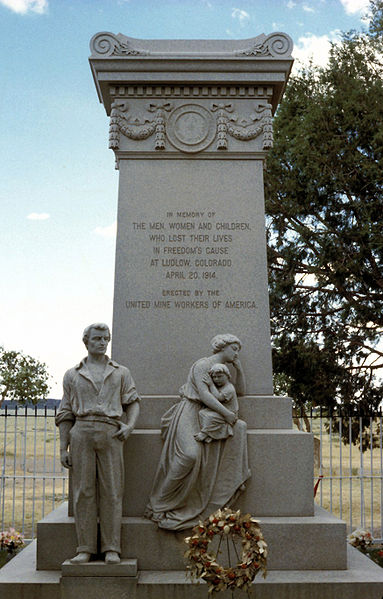 IN MEMORY OF
THE MEN, WOMEN AND CHILDREN,
WHO LOST THEIR LIVES
IN FREEDOM'S CAUSE
AT LUDLOW, COLORADO
APRIL 20, 1914.
ERECTED BY THE
UNITED MINE WORKERS OF AMERICA.